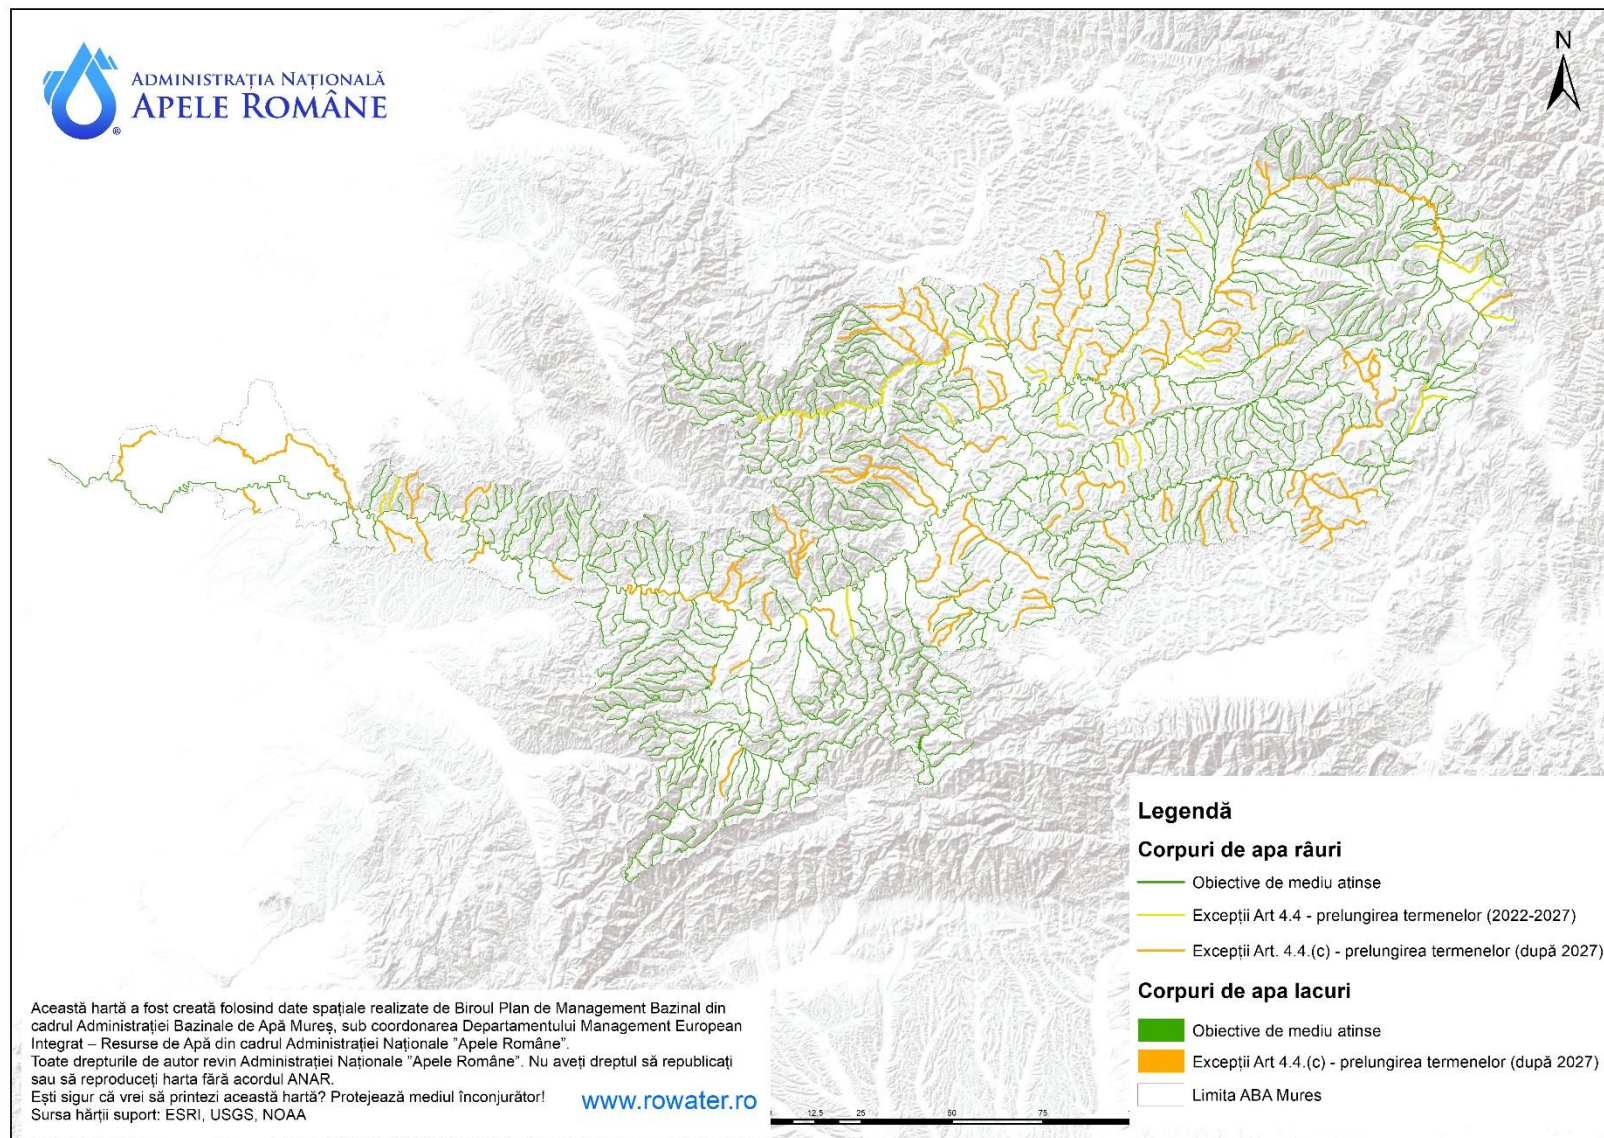 ADMINISTRAȚIA NAȚIONALĂ
APELE ROMÂNE
®
N
Legendă
Corpuri de apa râuri
Obiective de mediu atinse
Excepții Art 4.4 - prelungirea termenelor (2022-2027)
Excepții Art. 4.4.(c) - prelungirea termenelor (după 2027)
Corpuri de apa lacuri
Obiective de mediu atinse
Excepții Art 4.4.(c) - prelungirea termenelor (după 2027)
Limita ABA Mures
Această hartă a fost creată folosind date spațiale realizate de Biroul Plan de Management Bazinal din
cadrul Administrației Bazinale de Apă Mureș, sub coordonarea Departamentului Management European
Integrat – Resurse de Apă din cadrul Administrației Naționale ”Apele Române”.
Toate drepturile de autor revin Administrației Naționale ”Apele Române”. Nu aveți dreptul să republicați
sau să reproduceți harta fără acordul ANAR.
Ești sigur că vrei să printezi această hartă? Protejează mediul înconjurător!
Sursa hărții suport: ESRI, USGS, NOAA
www.rowater.ro
12,5 25 50 75